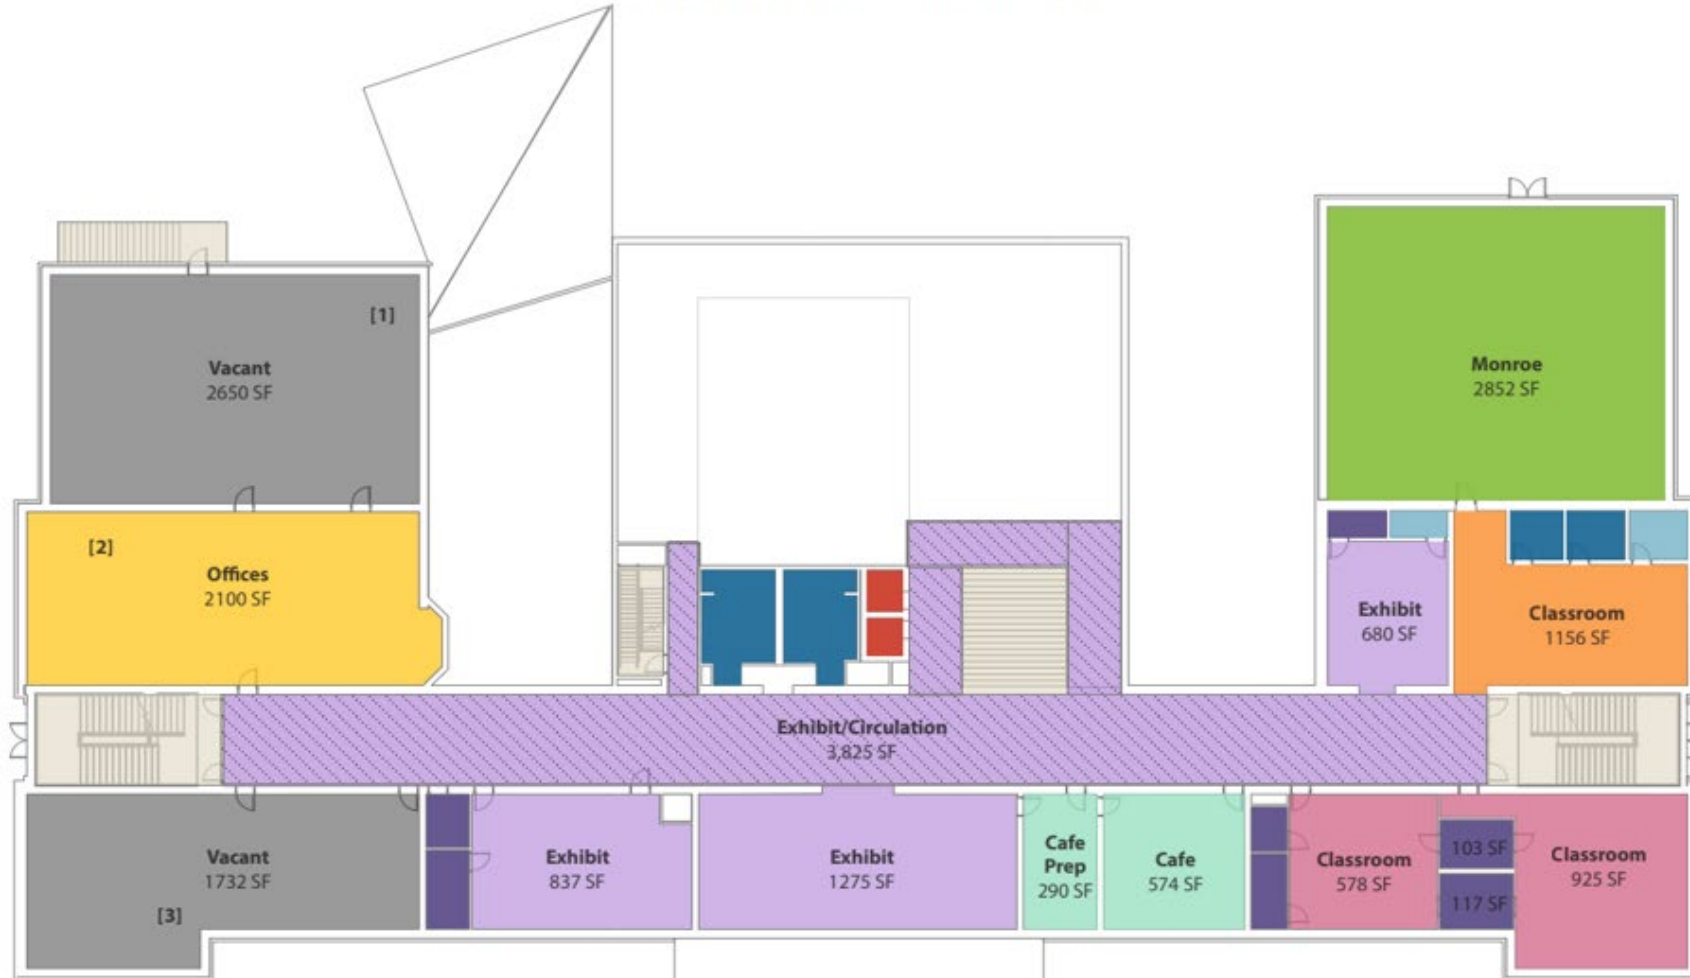 [1]
Vacant
2650 SF
Monroe
2852 SF
[2]
Offices
2100 SF
Exhibit
680 SF
Classroom
1156 SF
Exhibit/Circulation
3,825 SF
Vacant
1732 SF
[3]
Exhibit
837 SF
Exhibit
1275 SF
Cafe
Prep
290 SF
Cafe
574 SF
Classroom
578 SF
103 SF
117 SF
Classroom
925 SF